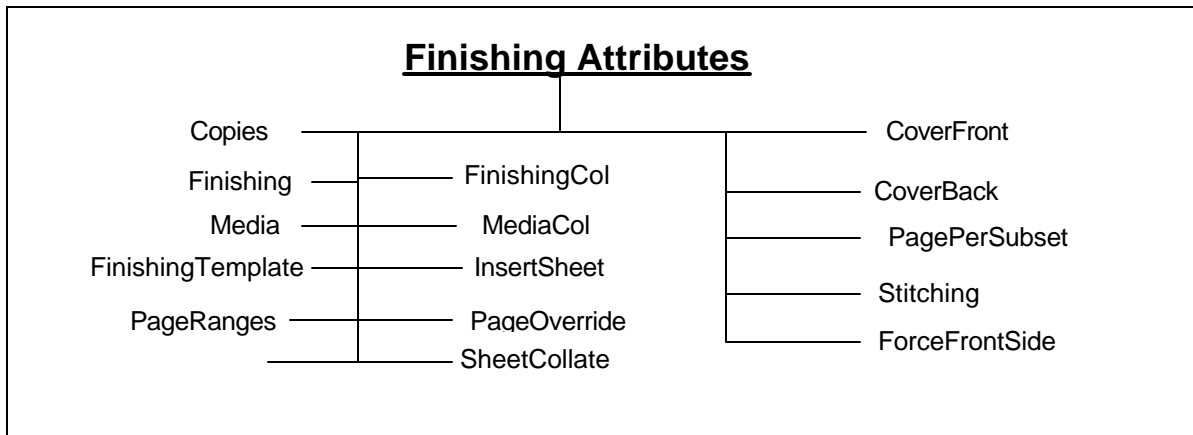 Finishing Attributes
Copies
CoverFront
Finishing
FinishingCol
CoverBack
Media
MediaCol
PagePerSubset
FinishingTemplate
InsertSheet
Stitching
PageRanges
PageOverride
ForceFrontSide
SheetCollate